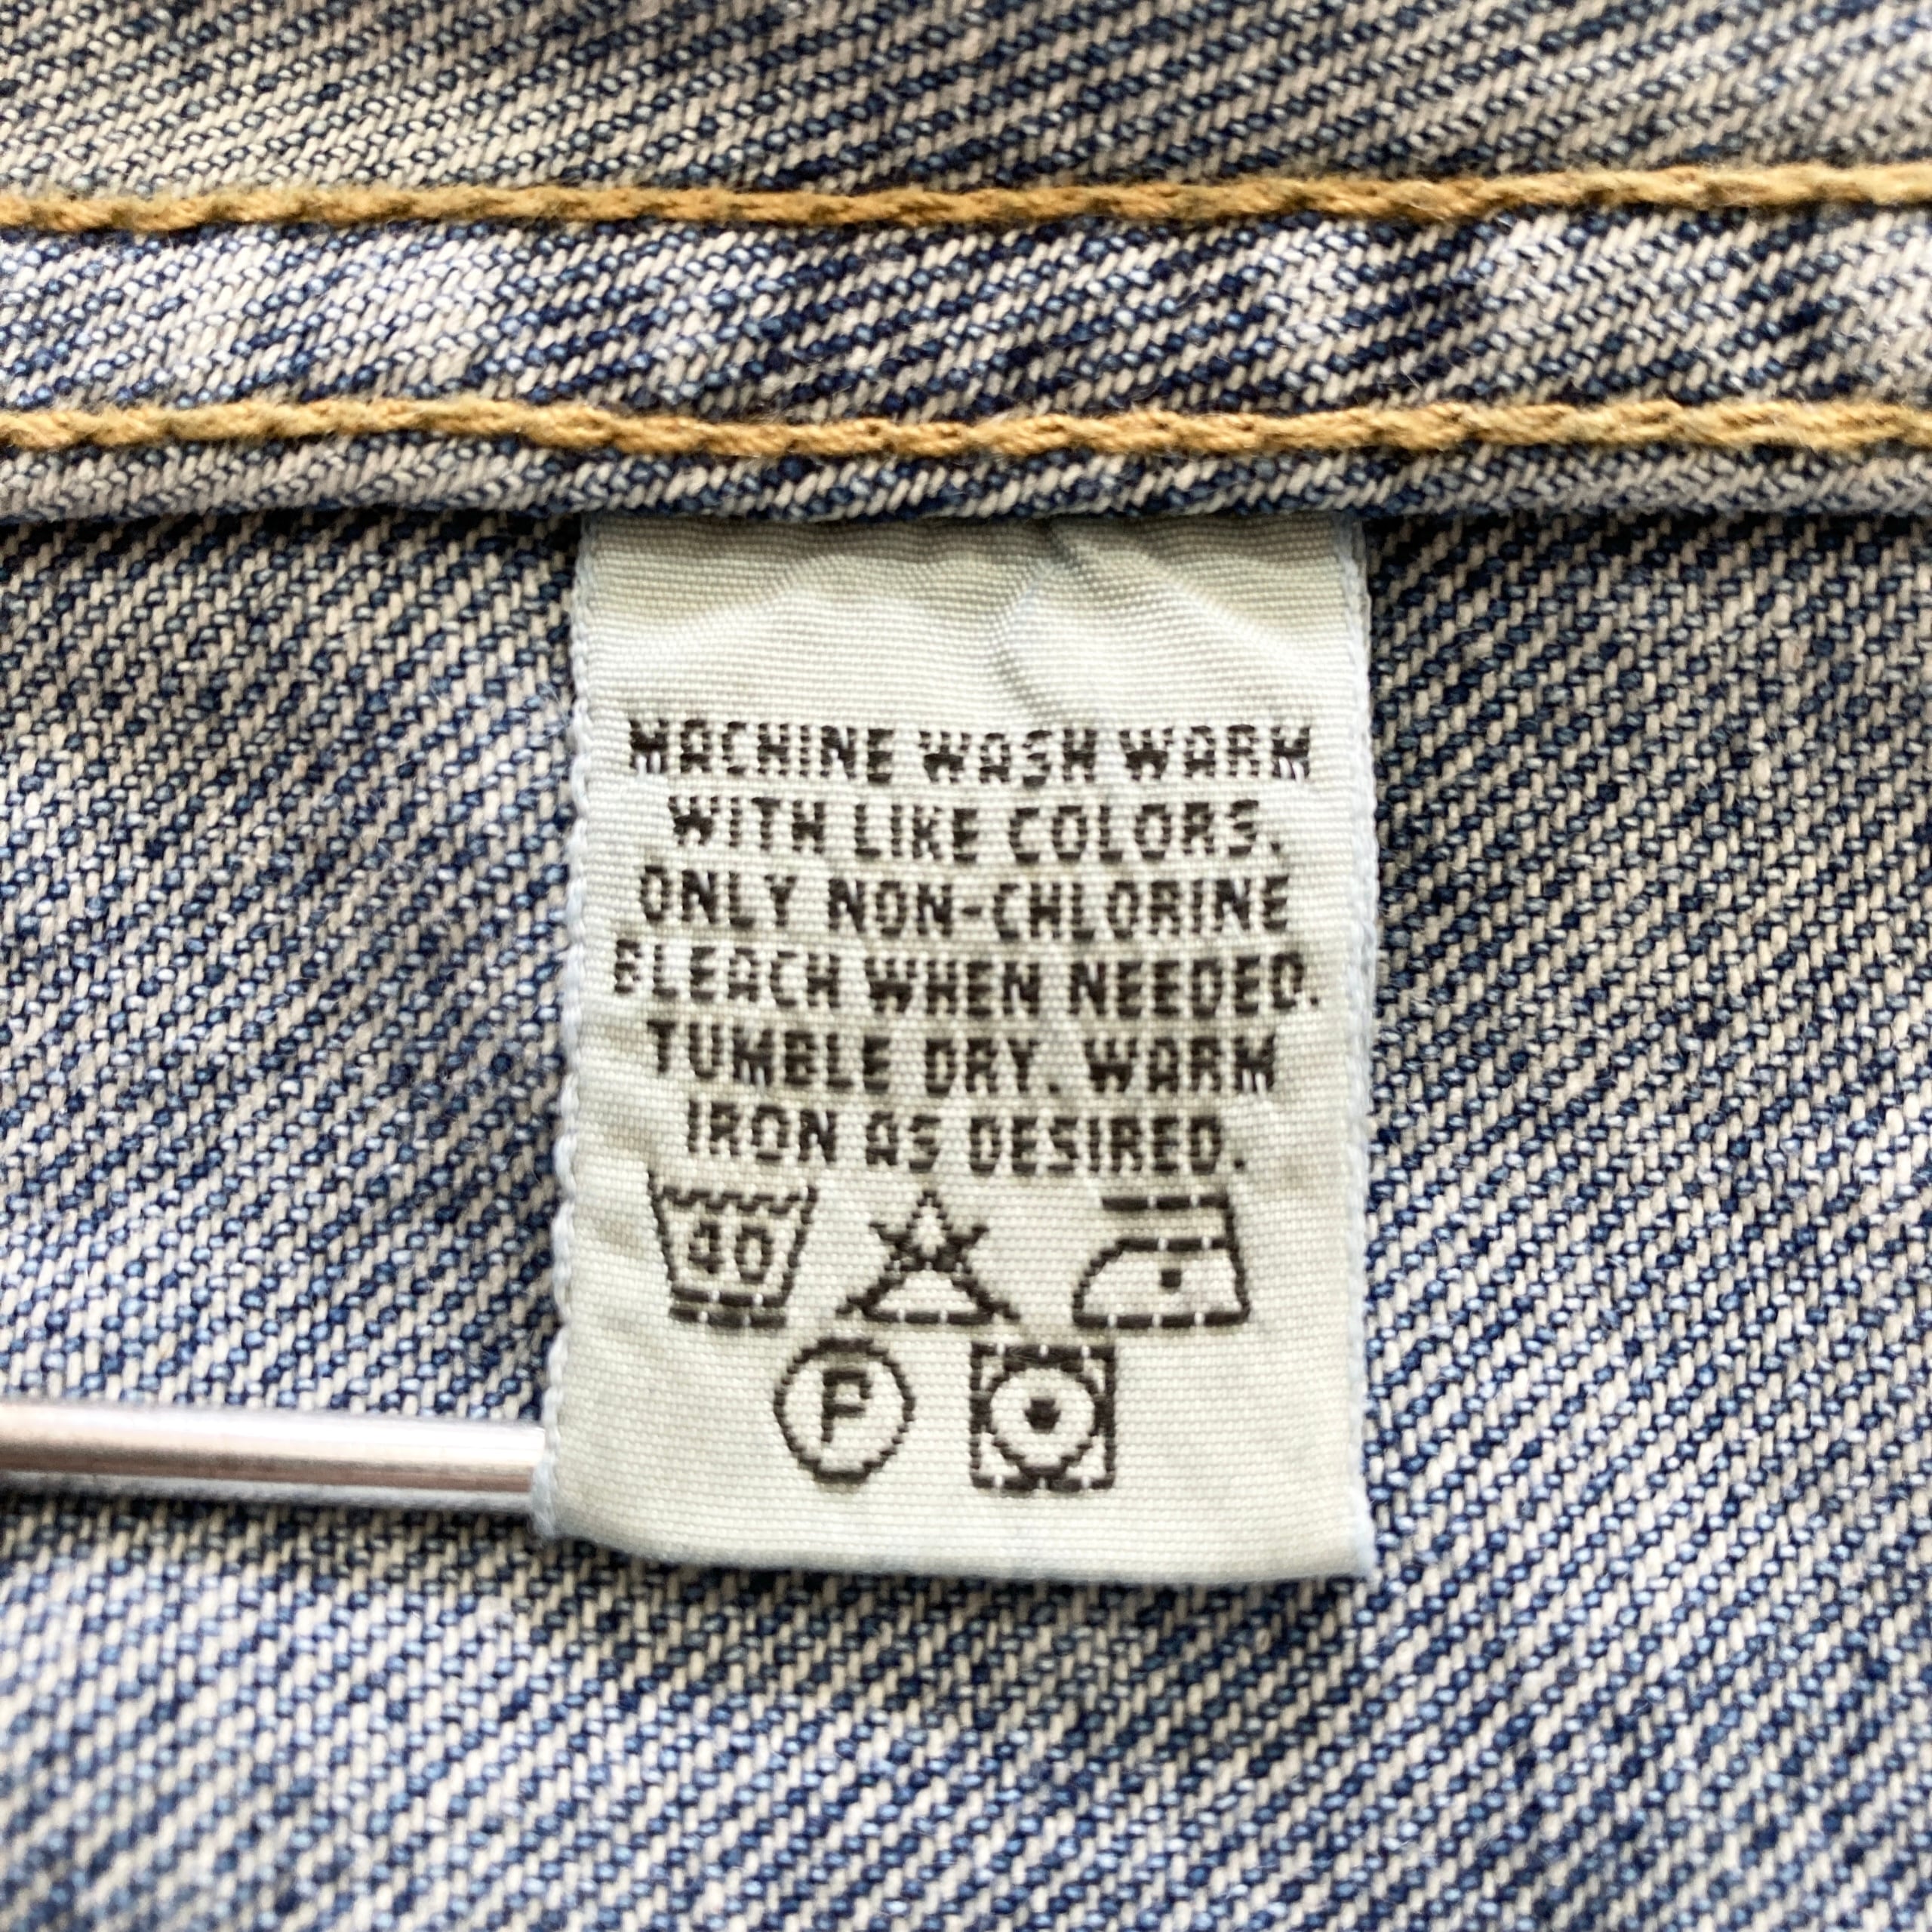 MACHINE WASH WARM
WITH LIKE COLORS.
ONLY NON-CHLORINE
BLEACH WHEN NEEDED.
TUMBLE DRY. WARM
IRON AS DESIRED.
40
P